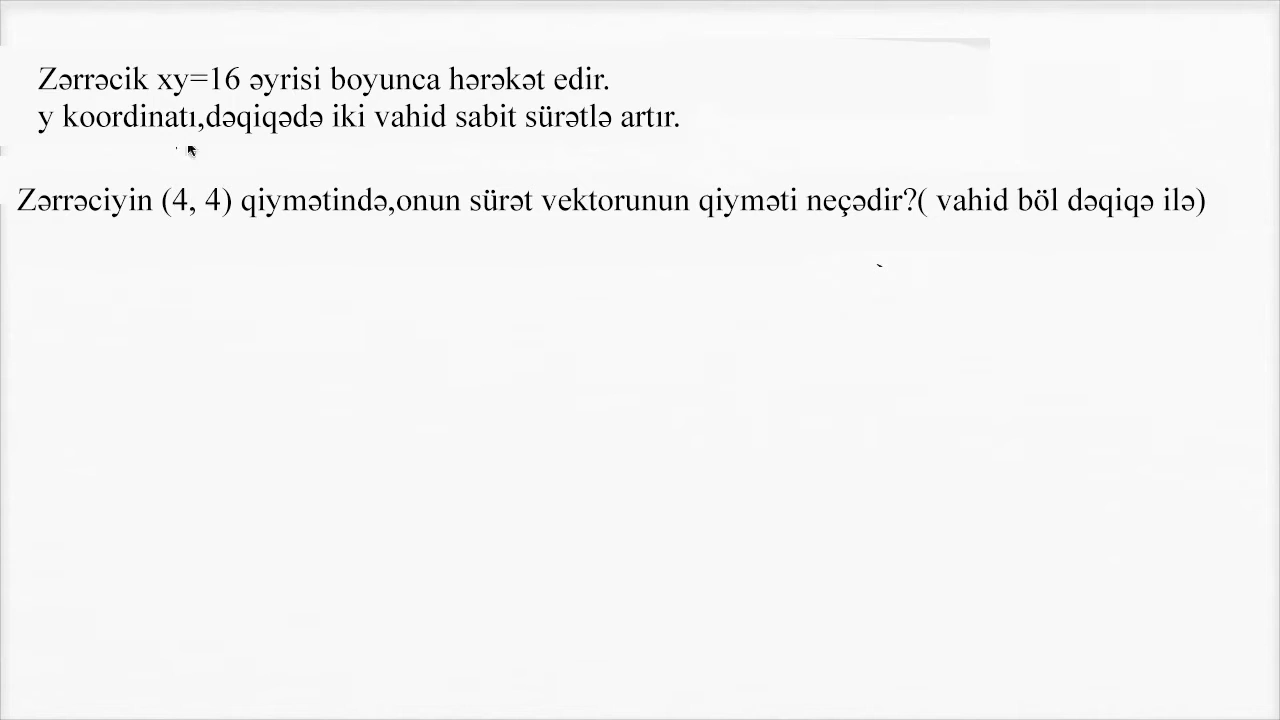 Zərrəcik xy=16 əyrisi boyunca hərəkət edir.
y koordinatı,dəqiqədə iki vahid sabit sürətlə artır.
Zərrəciyin (4, 4) qiymətində,onun sürət vektorunun qiyməti neçədir?( vahid böl dəqiqə ilə)